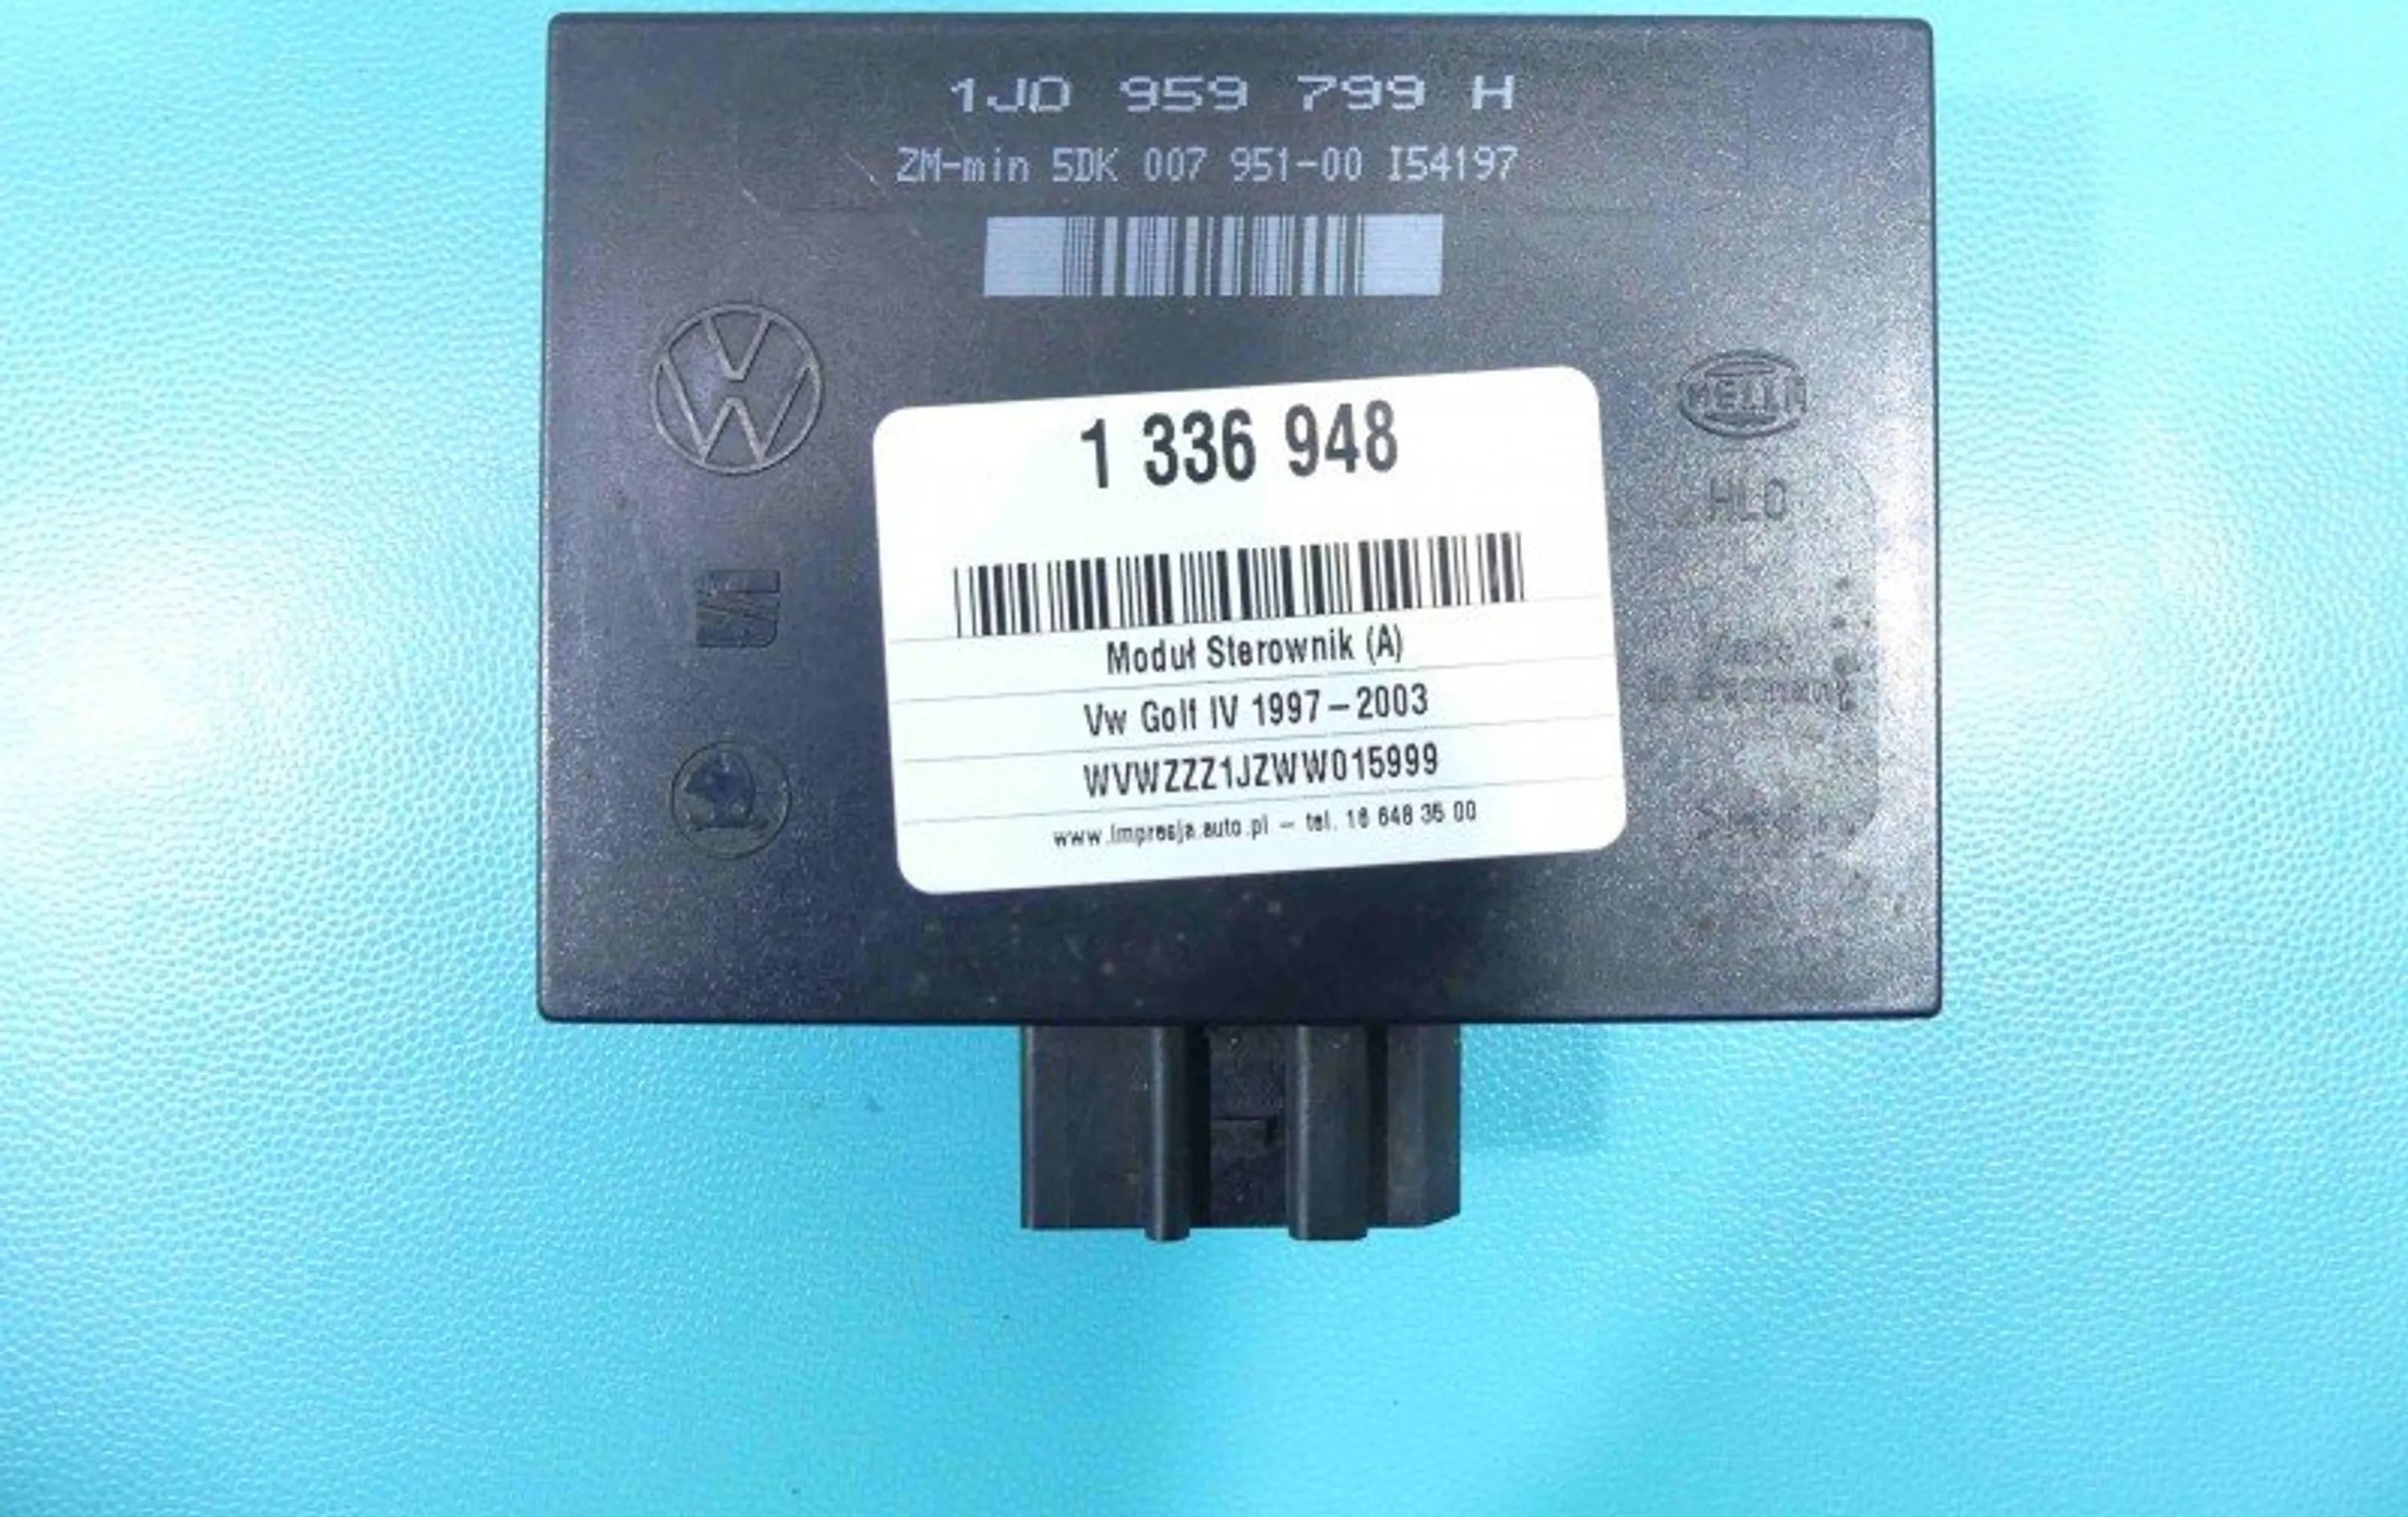 1J0 959 799 H
ZM-min 5DK 007 951-00 I54197
HELLA
HLO
1 336 948
Moduł Sterownik (A)
Vw Golf IV 1997-2003
WVWZZZ1JZWW015999
www.impresja.auto.pl - tel. 16 648 35 00